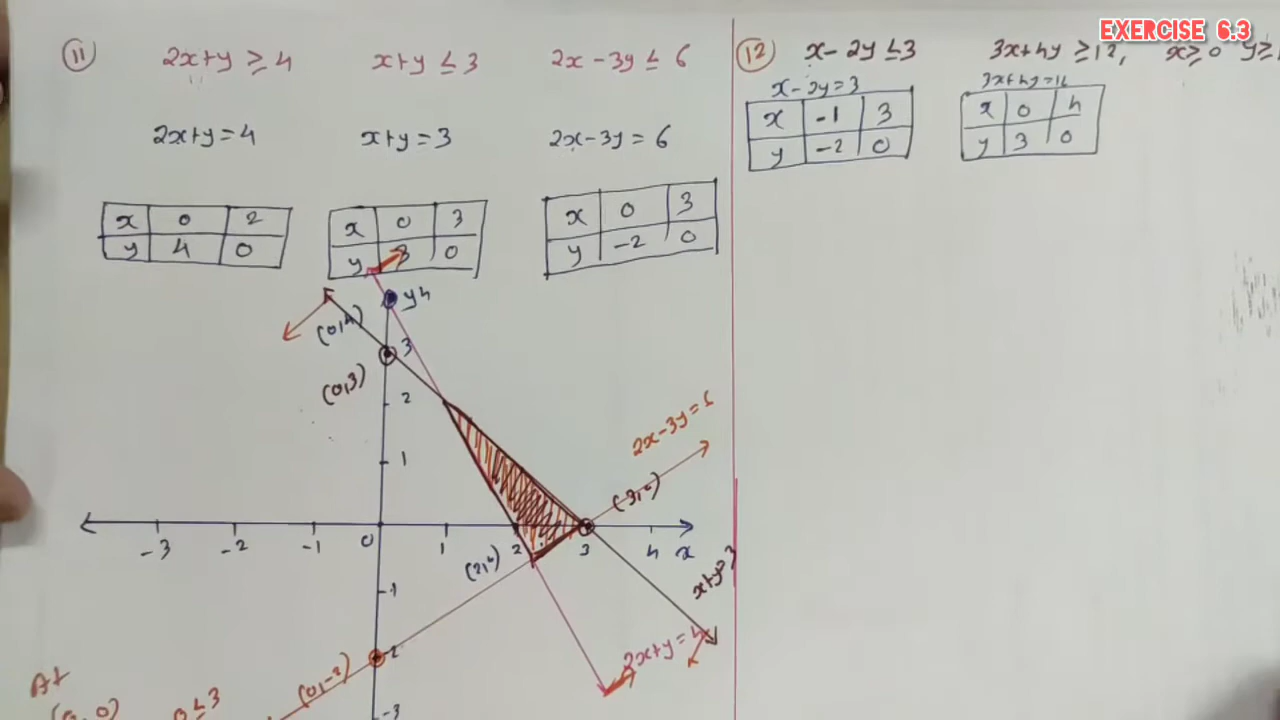 EXERCISE 6.3
11 2x+y ≥ 4 x+y ≤ 3 2x-3y ≤ 6
2x+y=4 x+y=3 2x-3y=6
x 0 2
y 4 0
x 0 3
y 3 0
x 0 3
y -2 0
y4
(0,4)
3
(0,3)
2
1
2x-3y=6
(3,0)
-3 -2 -1 0 1 2 3 4 x
(2,0)
-1
x+y=3
2x+y=4
-2
(0,-2)
-3
At
(0,0)
0≤3
12 x-2y ≤ 3 3x+4y ≥ 12, x ≥ 0 y ≥
x-2y=3 3x+4y=12
x -1 3
y -2 0
x 0 4
y 3 0